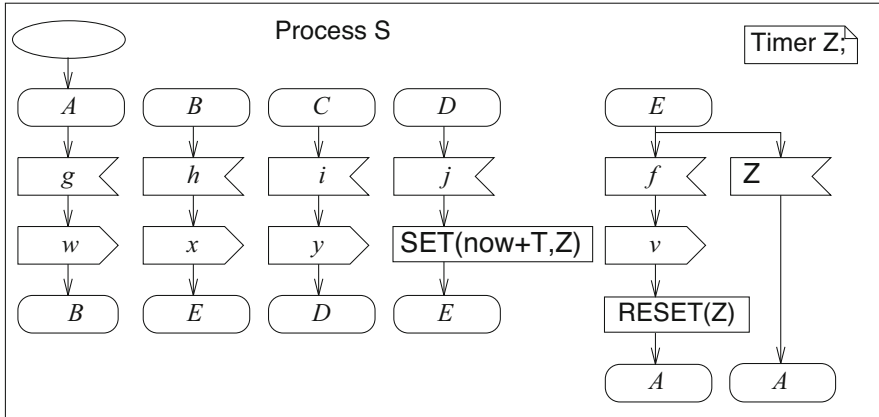 Process S
Timer Z;
A B C D E
g h i j f Z
w x y SET(now+T,Z) v
B E D E RESET(Z)
A A